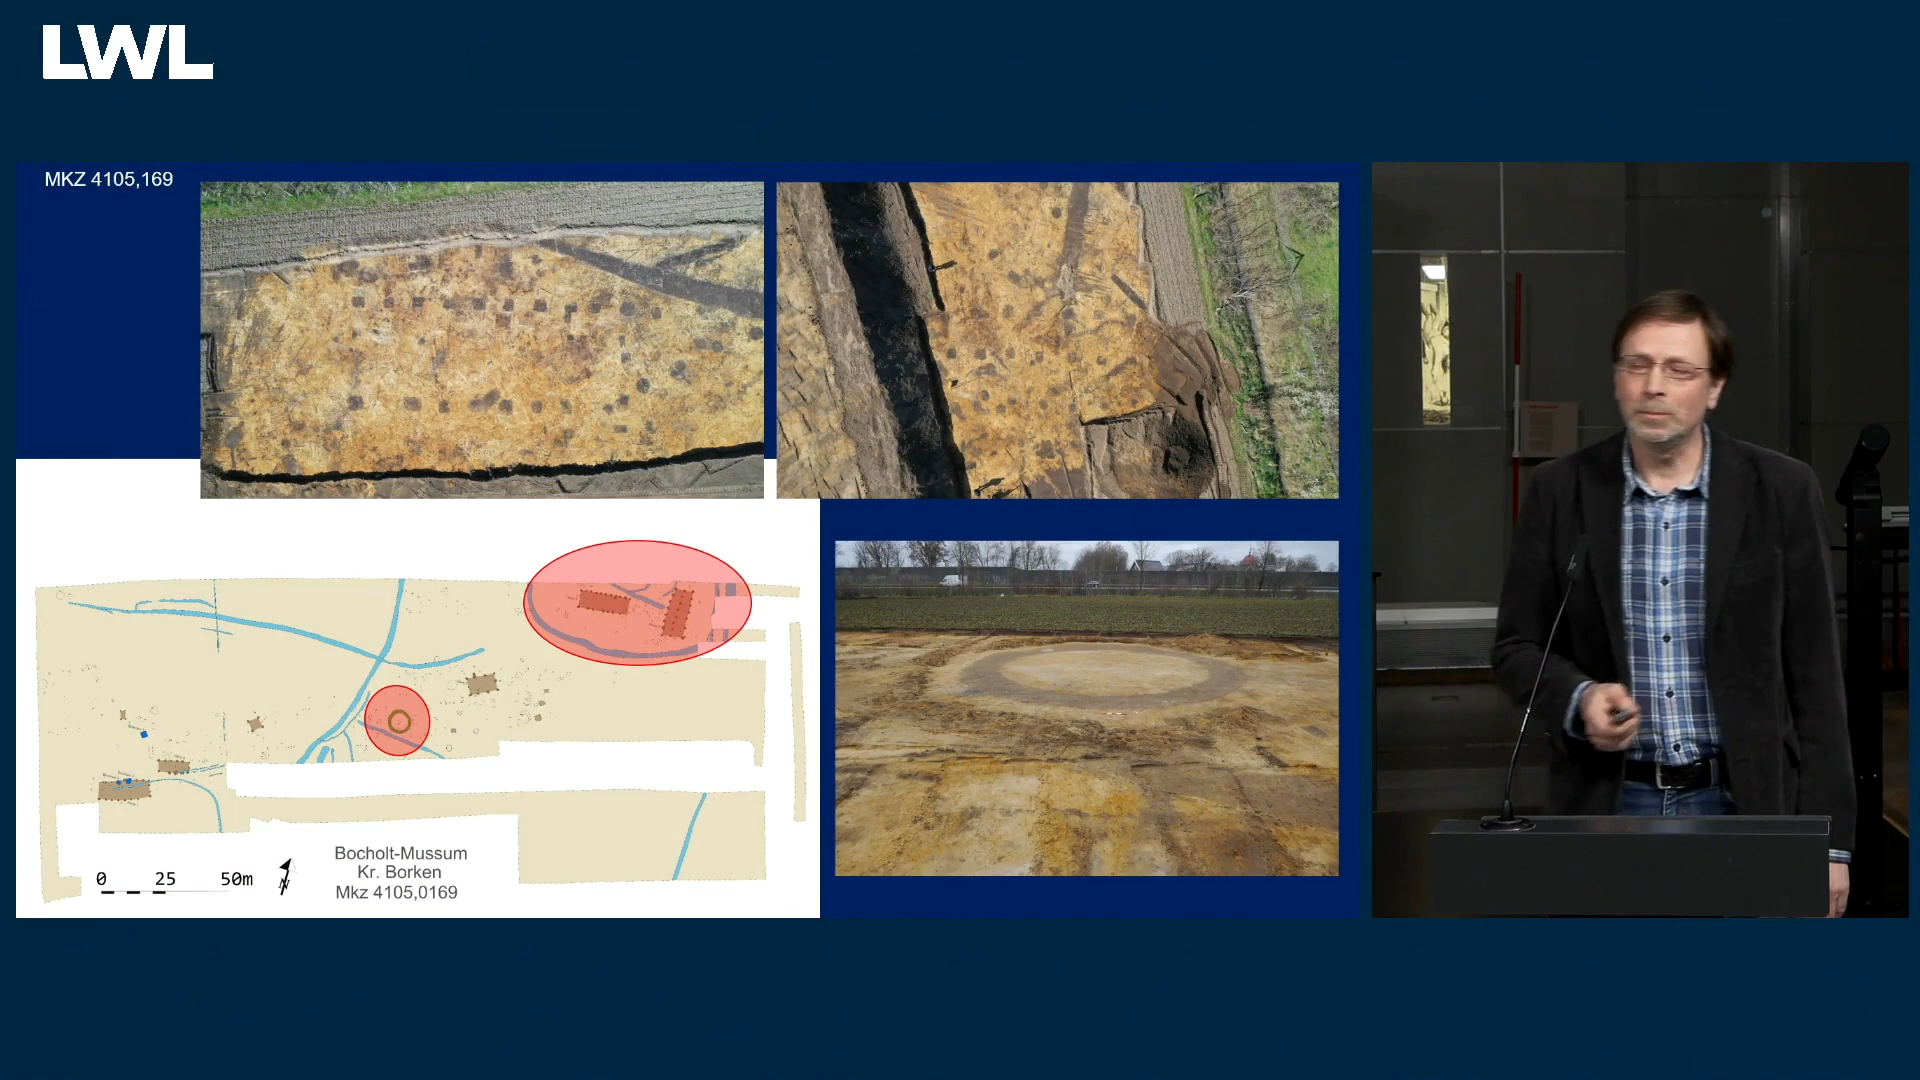 LWL
MKZ 4105,169
0 25 50m
N
Bocholt-Mussum
Kr. Borken
Mkz 4105,0169